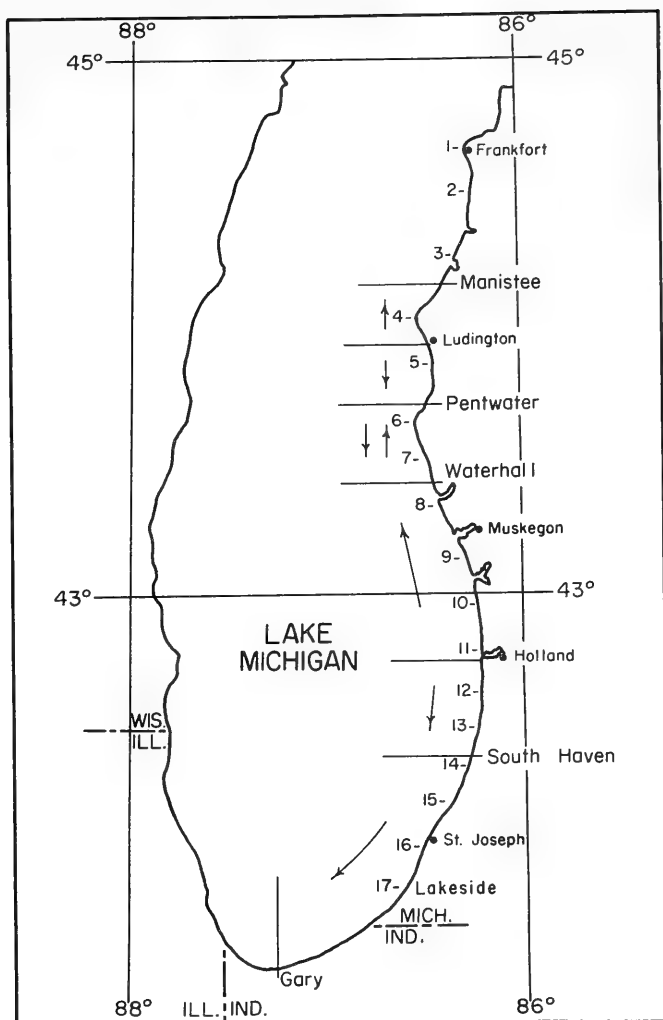 88°
86°
45°
45°
1- Frankfort
2-
3-
Manistee
4-
Ludington
5-
Pentwater
6-
7-
Waterhall
8-
Muskegon
9-
43°
43°
10-
LAKE
MICHIGAN
11-
Holland
12-
WIS.
13-
ILL.
South Haven
14-
15-
16-
St. Joseph
17- Lakeside
MICH.
IND.
Gary
88°
86°
ILL. IND.